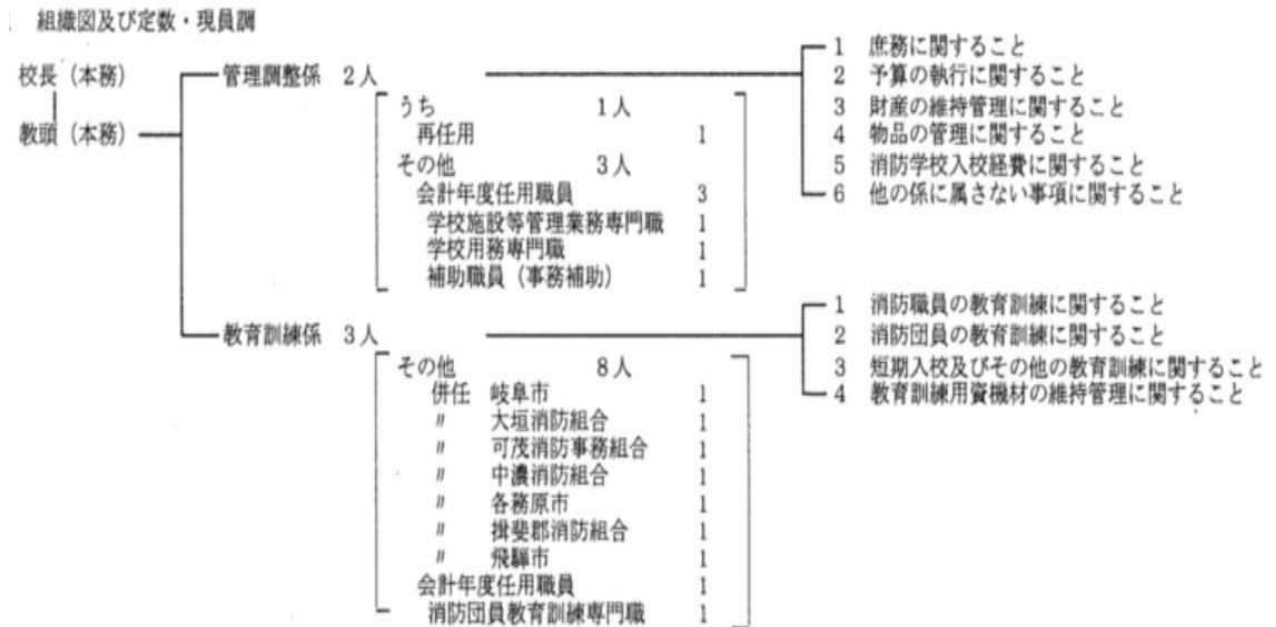 組織図及び定数・現員調
校長(本務)
教頭(本務)
管理調整係 2人
うち 1人
再任用 1
その他 3人
会計年度任用職員 3
学校施設等管理業務専門職 1
学校用務専門職 1
補助職員(事務補助) 1
1 庶務に関すること
2 予算の執行に関すること
3 財産の維持管理に関すること
4 物品の管理に関すること
5 消防学校入校経費に関すること
6 他の係に属さない事項に関すること
教育訓練係 3人
その他 8人
併任 岐阜市 1
〃 大垣消防組合 1
〃 可茂消防事務組合 1
〃 中濃消防組合 1
〃 各務原市 1
〃 揖斐郡消防組合 1
〃 飛騨市 1
会計年度任用職員 1
消防団員教育訓練専門職 1
1 消防職員の教育訓練に関すること
2 消防団員の教育訓練に関すること
3 短期入校及びその他の教育訓練に関すること
4 教育訓練用資機材の維持管理に関すること